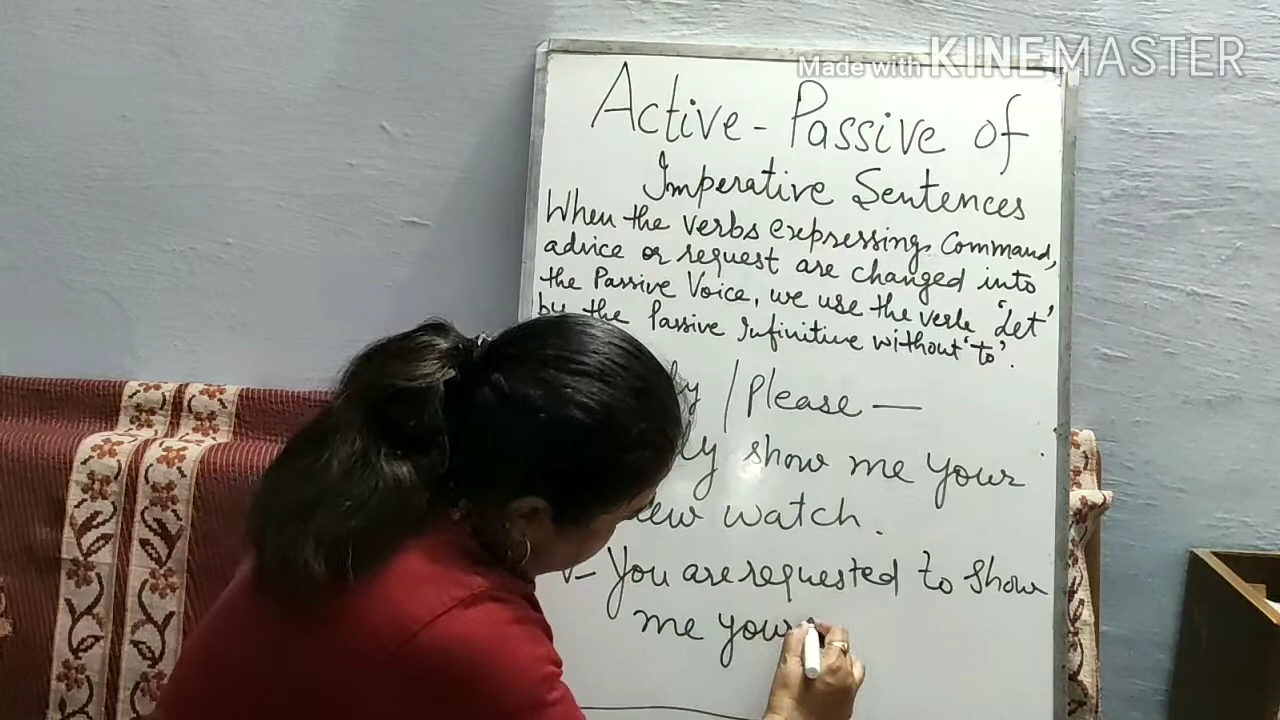 Made with KINEMASTER
Active - Passive of
Imperative Sentences
When the verbs expressing Command,
advice or request are changed into
the Passive Voice, we use the verb 'Let'
by the Passive Infinitive without 'to'.
/ Please —
show me your
watch.
You are requested to show
me your